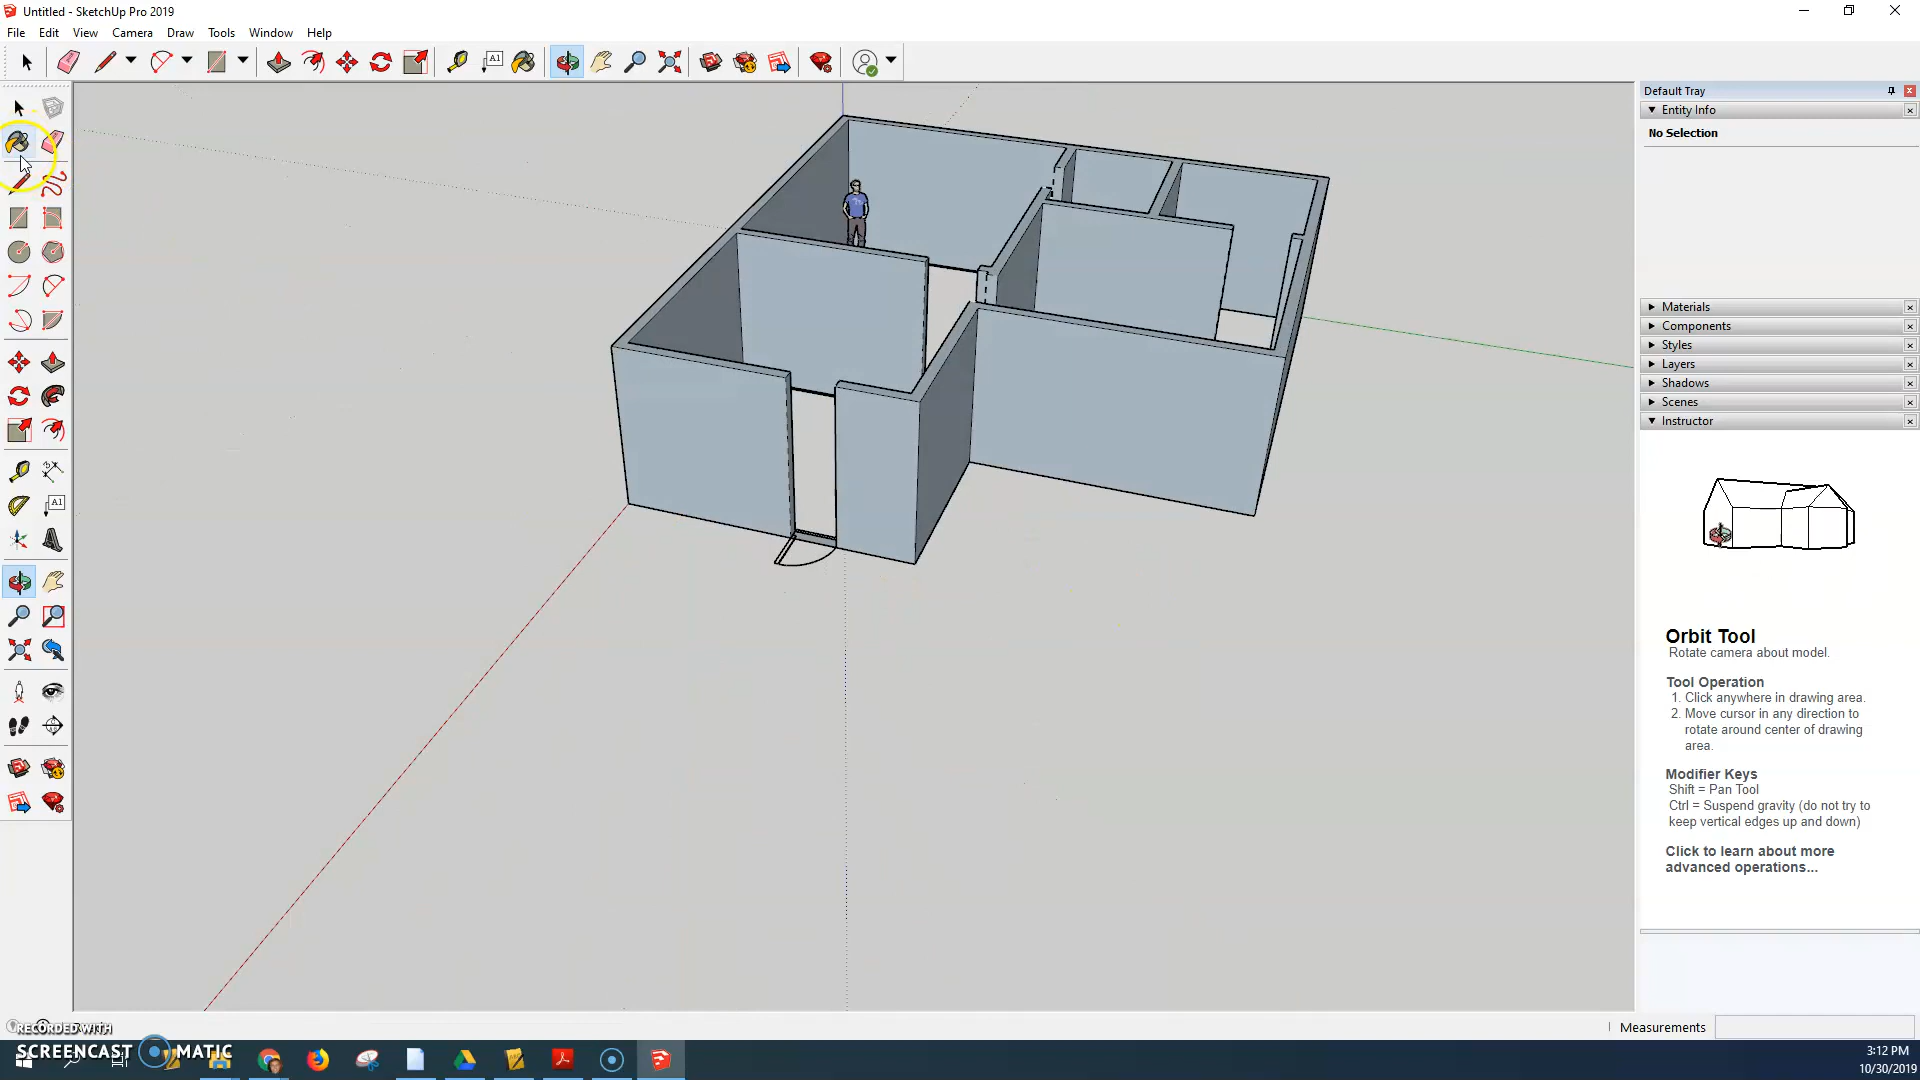 Untitled - SketchUp Pro 2019
File Edit View Camera Draw Tools Window Help
A1
Default Tray
Entity Info
No Selection
A1
Materials
Components
Styles
Layers
Shadows
Scenes
Instructor
Orbit Tool
Rotate camera about model.
Tool Operation
1. Click anywhere in drawing area.
2. Move cursor in any direction to
rotate around center of drawing
area.
Modifier Keys
Shift = Pan Tool
Ctrl = Suspend gravity (do not try to
keep vertical edges up and down)
Click to learn about more
advanced operations...
Measurements
RECORDED WITH
SCREENCAST MATIC
3:12 PM
10/30/2019